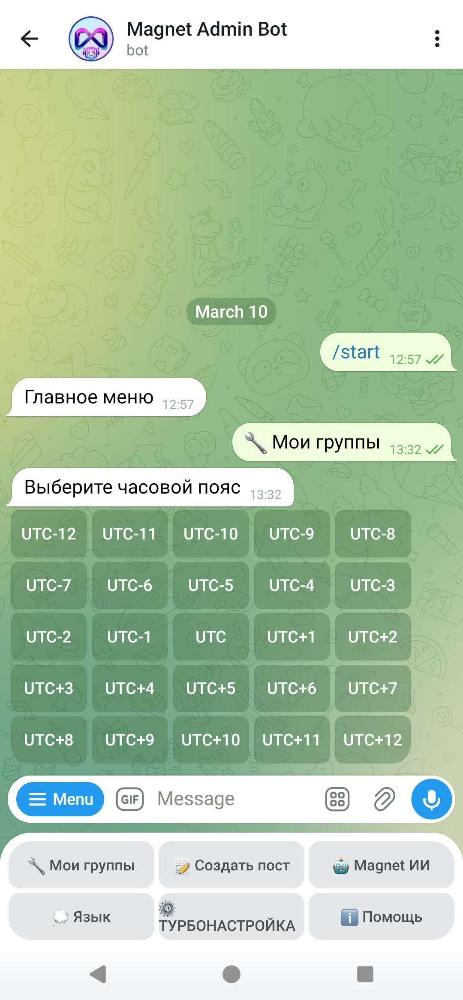 Magnet Admin Bot
bot
March 10
/start 12:57
Главное меню 12:57
🔧 Мои группы 13:32
Выберите часовой пояс 13:32
UTC-12 UTC-11 UTC-10 UTC-9 UTC-8
UTC-7 UTC-6 UTC-5 UTC-4 UTC-3
UTC-2 UTC-1 UTC UTC+1 UTC+2
UTC+3 UTC+4 UTC+5 UTC+6 UTC+7
UTC+8 UTC+9 UTC+10 UTC+11 UTC+12
Menu GIF Message
🔧 Мои группы 📝 Создать пост 🤖 Magnet ИИ
💭 Язык ⚙️ ТУРБОНАСТРОЙКА ℹ️ Помощь